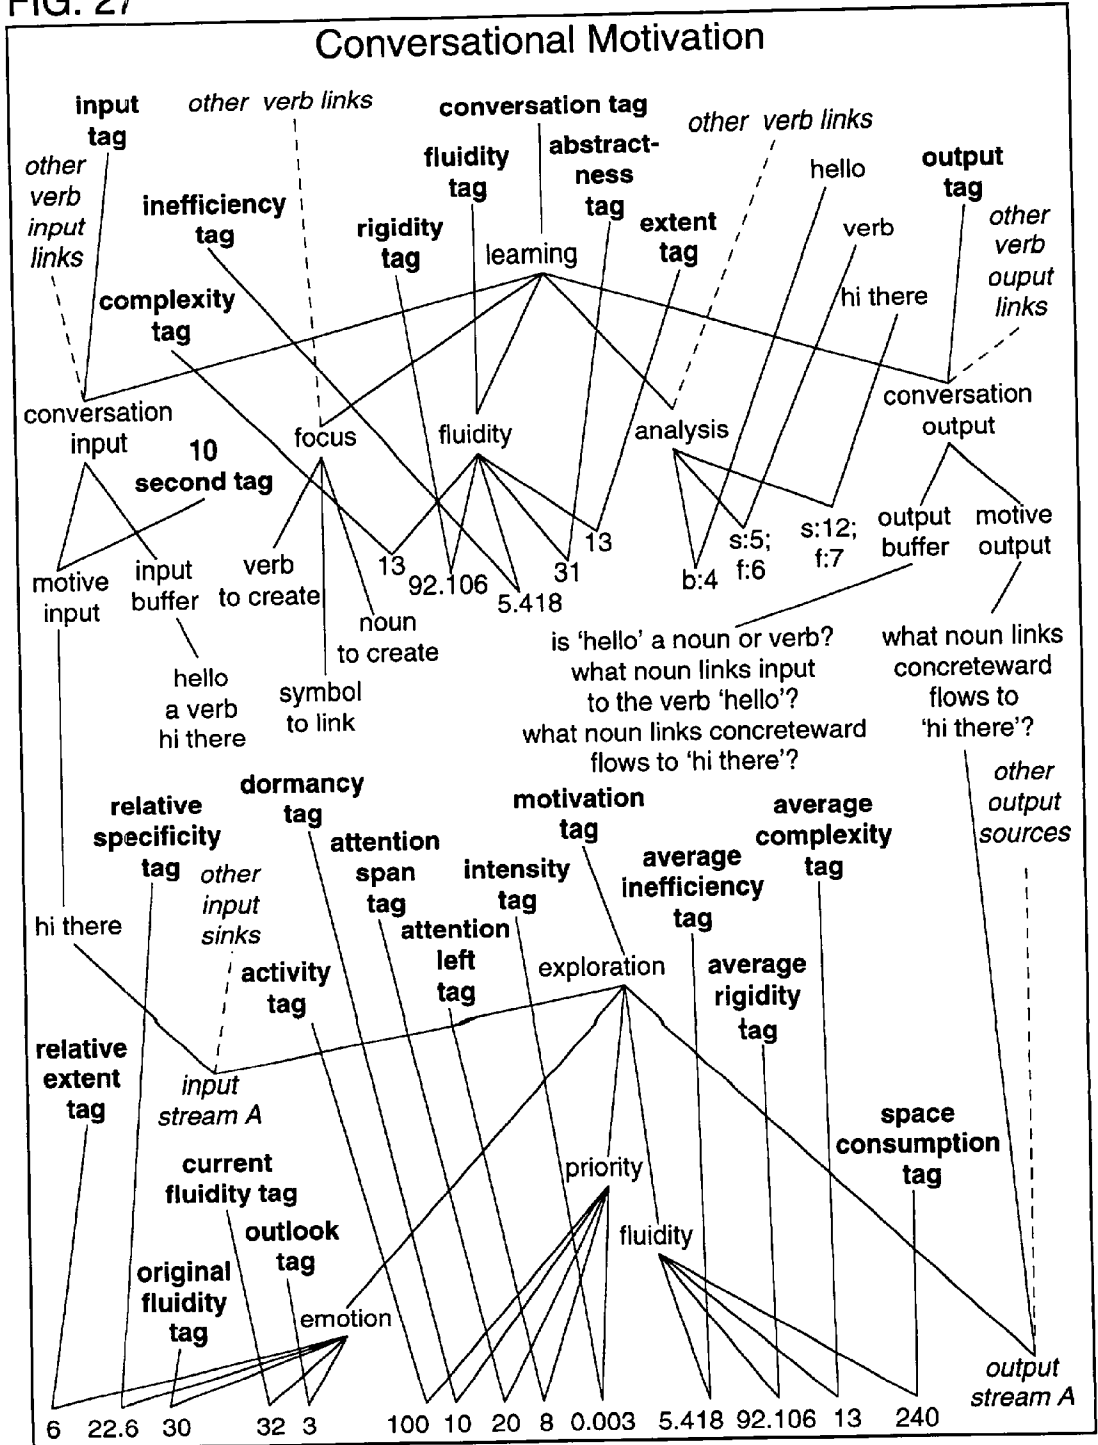 FIG. 27
Conversational Motivation
input
tag
other verb links
conversation tag
other verb links
other
verb
input
links
inefficiency
tag
fluidity
tag
abstract-
ness
tag
hello
output
tag
rigidity
tag
extent
tag
verb
other
verb
ouput
links
learning
complexity
tag
hi there
conversation
input
focus
fluidity
analysis
conversation
output
10
second tag
motive
input
input
buffer
verb
to create
symbol
to link
noun
to create
13
92.106
5.418
31
13
b:4
s:5;
f:6
s:12;
f:7
output
buffer
motive
output
hello
a verb
hi there
is ‘hello’ a noun or verb?
what noun links input
to the verb ‘hello’?
what noun links concreteward
flows to ‘hi there’?
what noun links
concreteward
flows to
‘hi there’?
relative
specificity
tag
dormancy
tag
attention
span
tag
intensity
tag
motivation
tag
average
inefficiency
tag
average
complexity
tag
other
output
sources
hi there
other
input
sinks
activity
tag
attention
left
tag
exploration
average
rigidity
tag
relative
extent
tag
input
stream A
current
fluidity tag
priority
space
consumption
tag
outlook
tag
fluidity
original
fluidity
tag
emotion
output
stream A
6 22.6 30 32 3 100 10 20 8 0.003 5.418 92.106 13 240